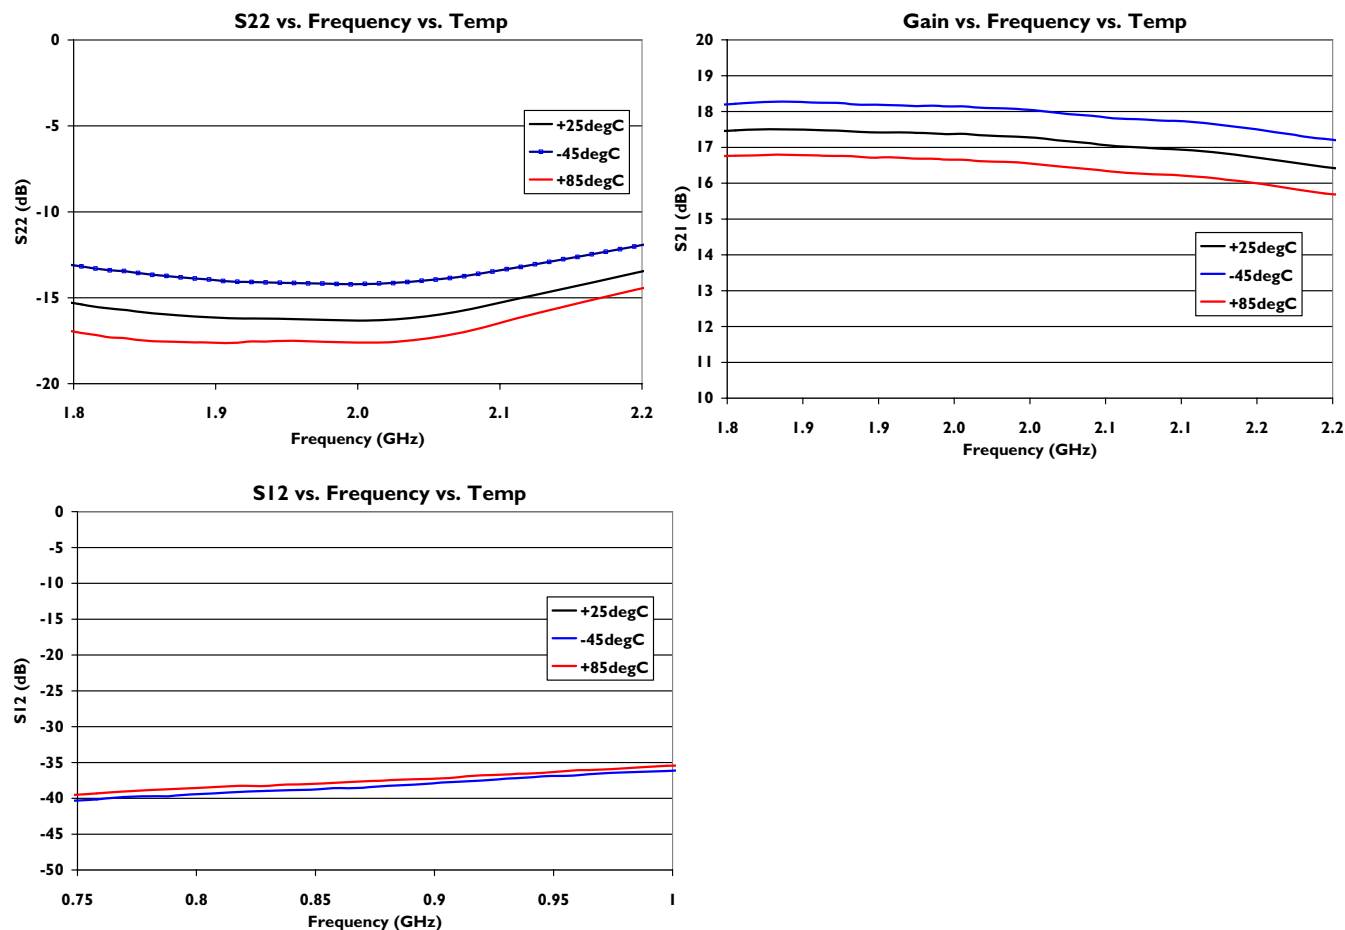 S22 vs. Frequency vs. Temp
0
-5
-10
-15
-20
S22 (dB)
+25degC
-45degC
+85degC
1.8 1.9 2.0 2.1 2.2
Frequency (GHz)
Gain vs. Frequency vs. Temp
20
19
18
17
16
15
14
13
12
11
10
S21 (dB)
+25degC
-45degC
+85degC
1.8 1.9 1.9 2.0 2.0 2.1 2.1 2.2 2.2
Frequency (GHz)
S12 vs. Frequency vs. Temp
0
-5
-10
-15
-20
-25
-30
-35
-40
-45
-50
S12 (dB)
+25degC
-45degC
+85degC
0.75 0.8 0.85 0.9 0.95 1
Frequency (GHz)